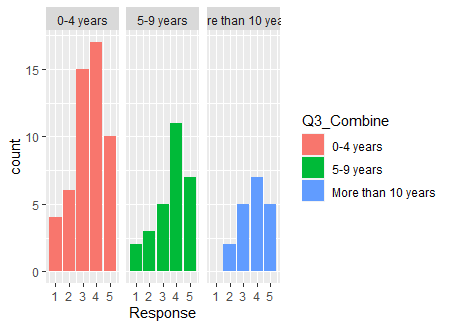 0-4 years
5-9 years
re than 10 yea
count
15
10
5
0
1 2 3 4 5
1 2 3 4 5
1 2 3 4 5
Response
Q3_Combine
0-4 years
5-9 years
More than 10 years